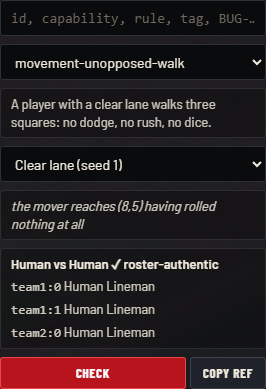 id, capability, rule, tag, BUG-…
movement-unopposed-walk
A player with a clear lane walks three
squares: no dodge, no rush, no dice.
Clear lane (seed 1)
the mover reaches (8,5) having rolled
nothing at all
Human vs Human ✓ roster-authentic
team1:0 Human Lineman
team1:1 Human Lineman
team2:0 Human Lineman
CHECK
COPY REF